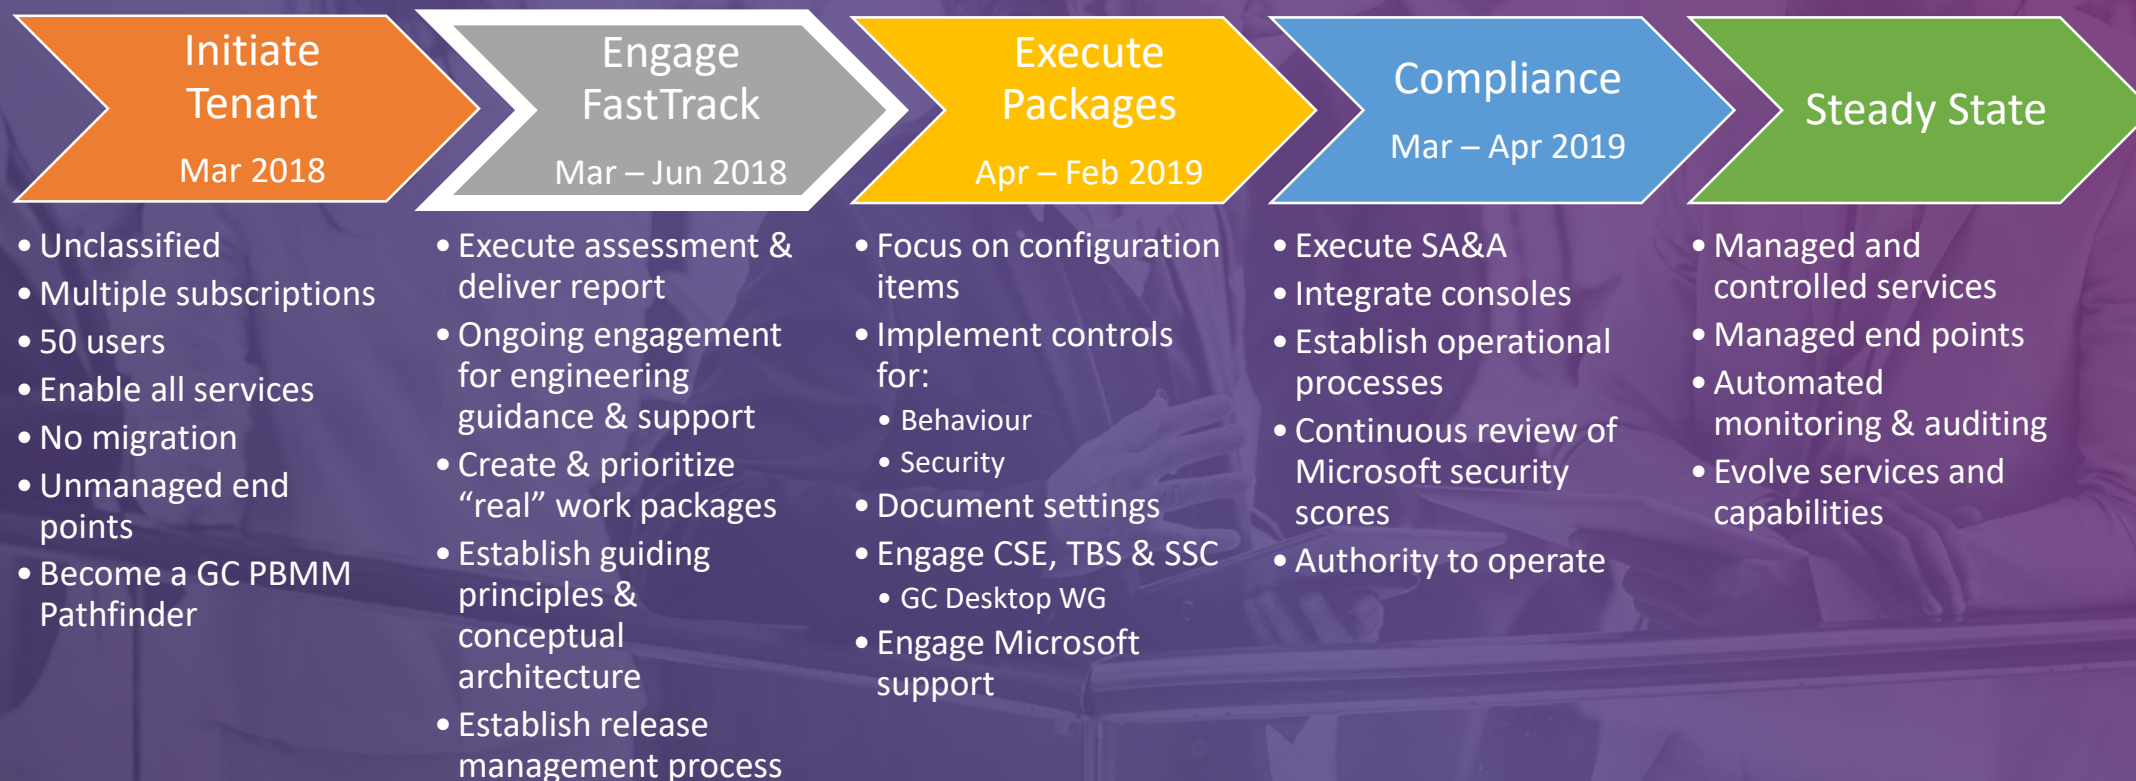 Initiate
Tenant
Mar 2018
• Unclassified
• Multiple subscriptions
• 50 users
• Enable all services
• No migration
• Unmanaged end
points
• Become a GC PBMM
Pathfinder
Engage
FastTrack
Mar – Jun 2018
• Execute assessment &
deliver report
• Ongoing engagement
for engineering
guidance & support
• Create & prioritize
“real” work packages
• Establish guiding
principles &
conceptual
architecture
• Establish release
management process
Execute
Packages
Apr – Feb 2019
• Focus on configuration
items
• Implement controls
for:
• Behaviour
• Security
• Document settings
• Engage CSE, TBS & SSC
• GC Desktop WG
• Engage Microsoft
support
Compliance
Mar – Apr 2019
• Execute SA&A
• Integrate consoles
• Establish operational
processes
• Continuous review of
Microsoft security
scores
• Authority to operate
Steady State
• Managed and
controlled services
• Managed end points
• Automated
monitoring & auditing
• Evolve services and
capabilities